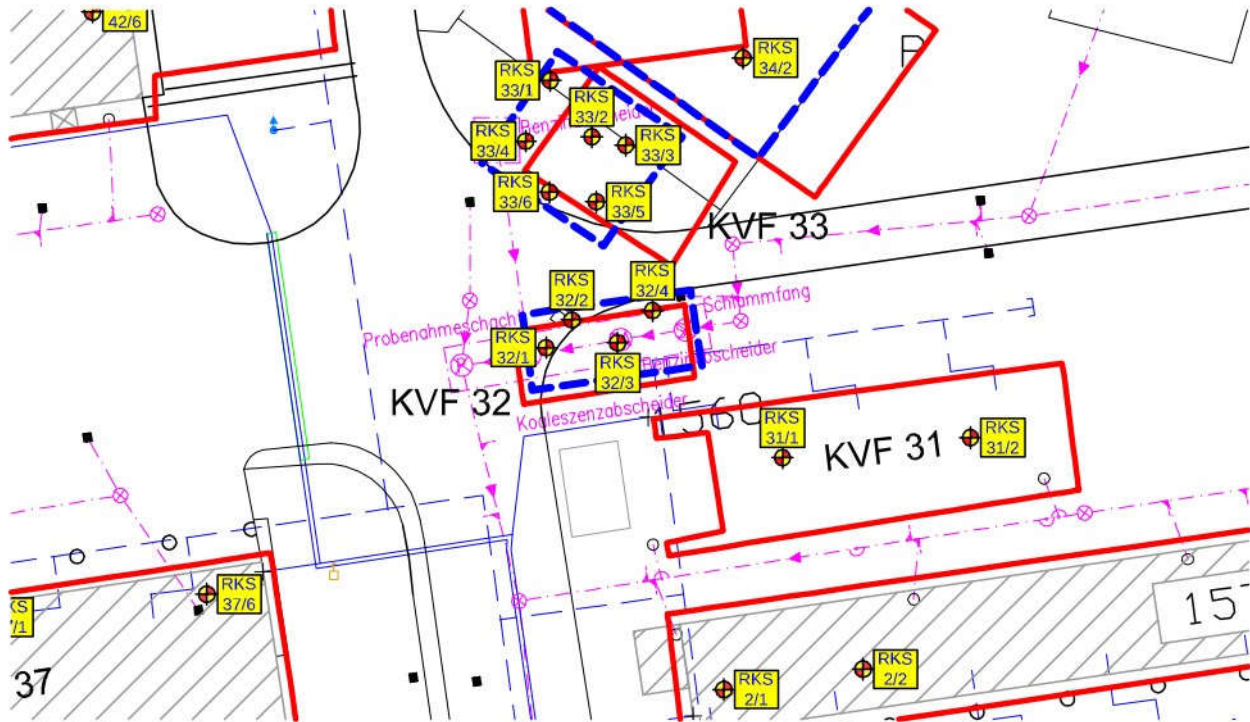 42/6
RKS
34/2
P
RKS
33/1
RKS
33/2
RKS
33/4
RKS
33/3
RKS
33/6
RKS
33/5
KVF 33
RKS
32/2
RKS
32/4
Schlammfang
Probenahmeschach
RKS
32/1
RKS
32/3
KVF 32
Koaleszenzabscheider
560
RKS
31/1
KVF 31
RKS
31/2
RKS
37/6
37
RKS
2/1
RKS
2/2